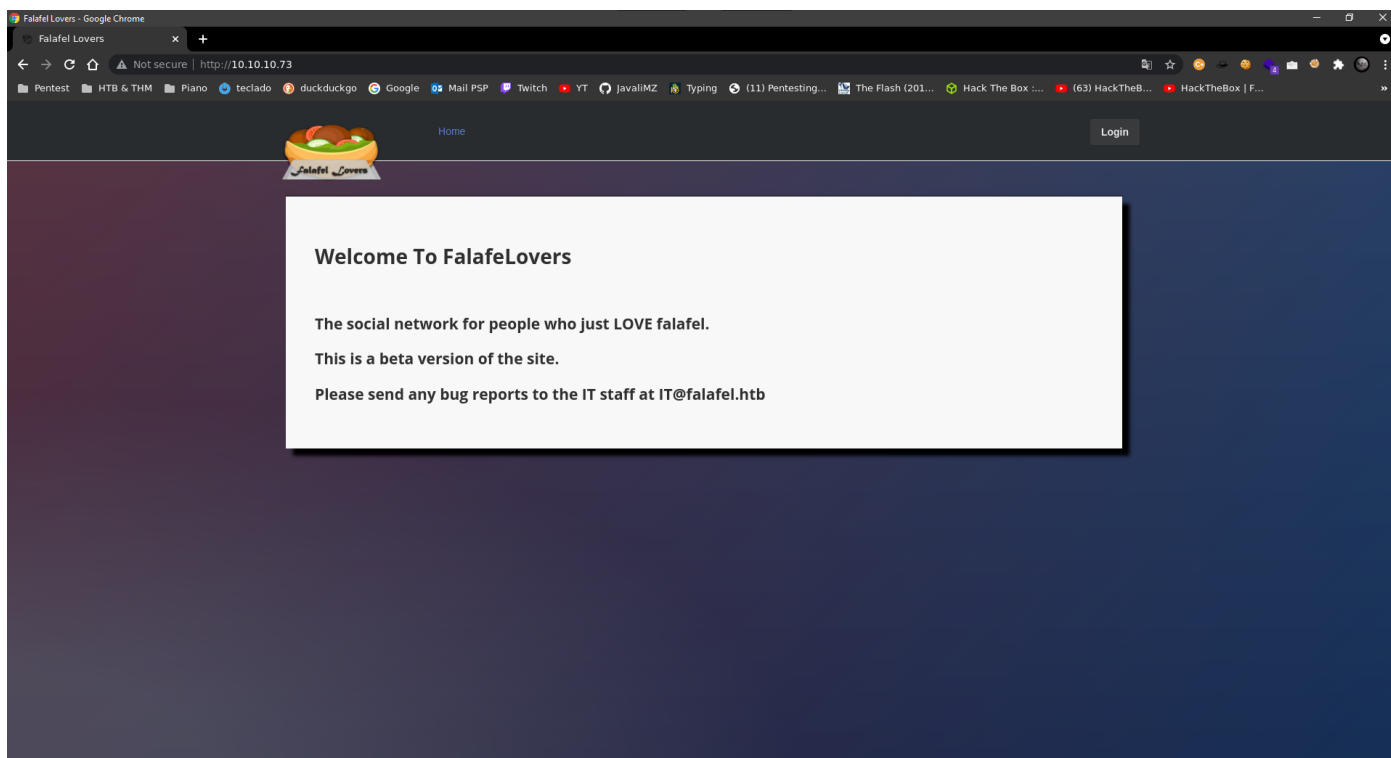 Falafel Lovers - Google Chrome
Falafel Lovers
Not secure | http://10.10.10.73
Pentest HTB & THM Piano teclado duckduckgo Google Mail PSP Twitch YT JavaliMZ Typing (11) Pentesting... The Flash (201... Hack The Box :... (63) HackTheB... HackTheBox | F... »
Home
Login
Falafel Lovers
Welcome To FalafeLovers
The social network for people who just LOVE falafel.
This is a beta version of the site.
Please send any bug reports to the IT staff at IT@falafel.htb